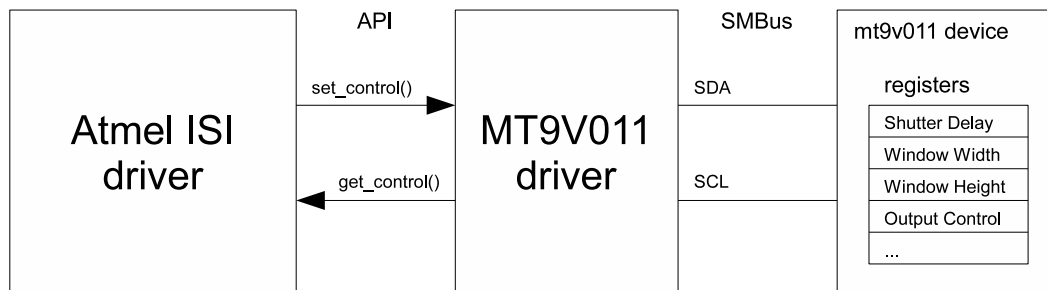 API
SMBus
mt9v011 device
set_control()
SDA
registers
Atmel ISI
driver
MT9V011
driver
Shutter Delay
Window Width
get_control()
SCL
Window Height
Output Control
...